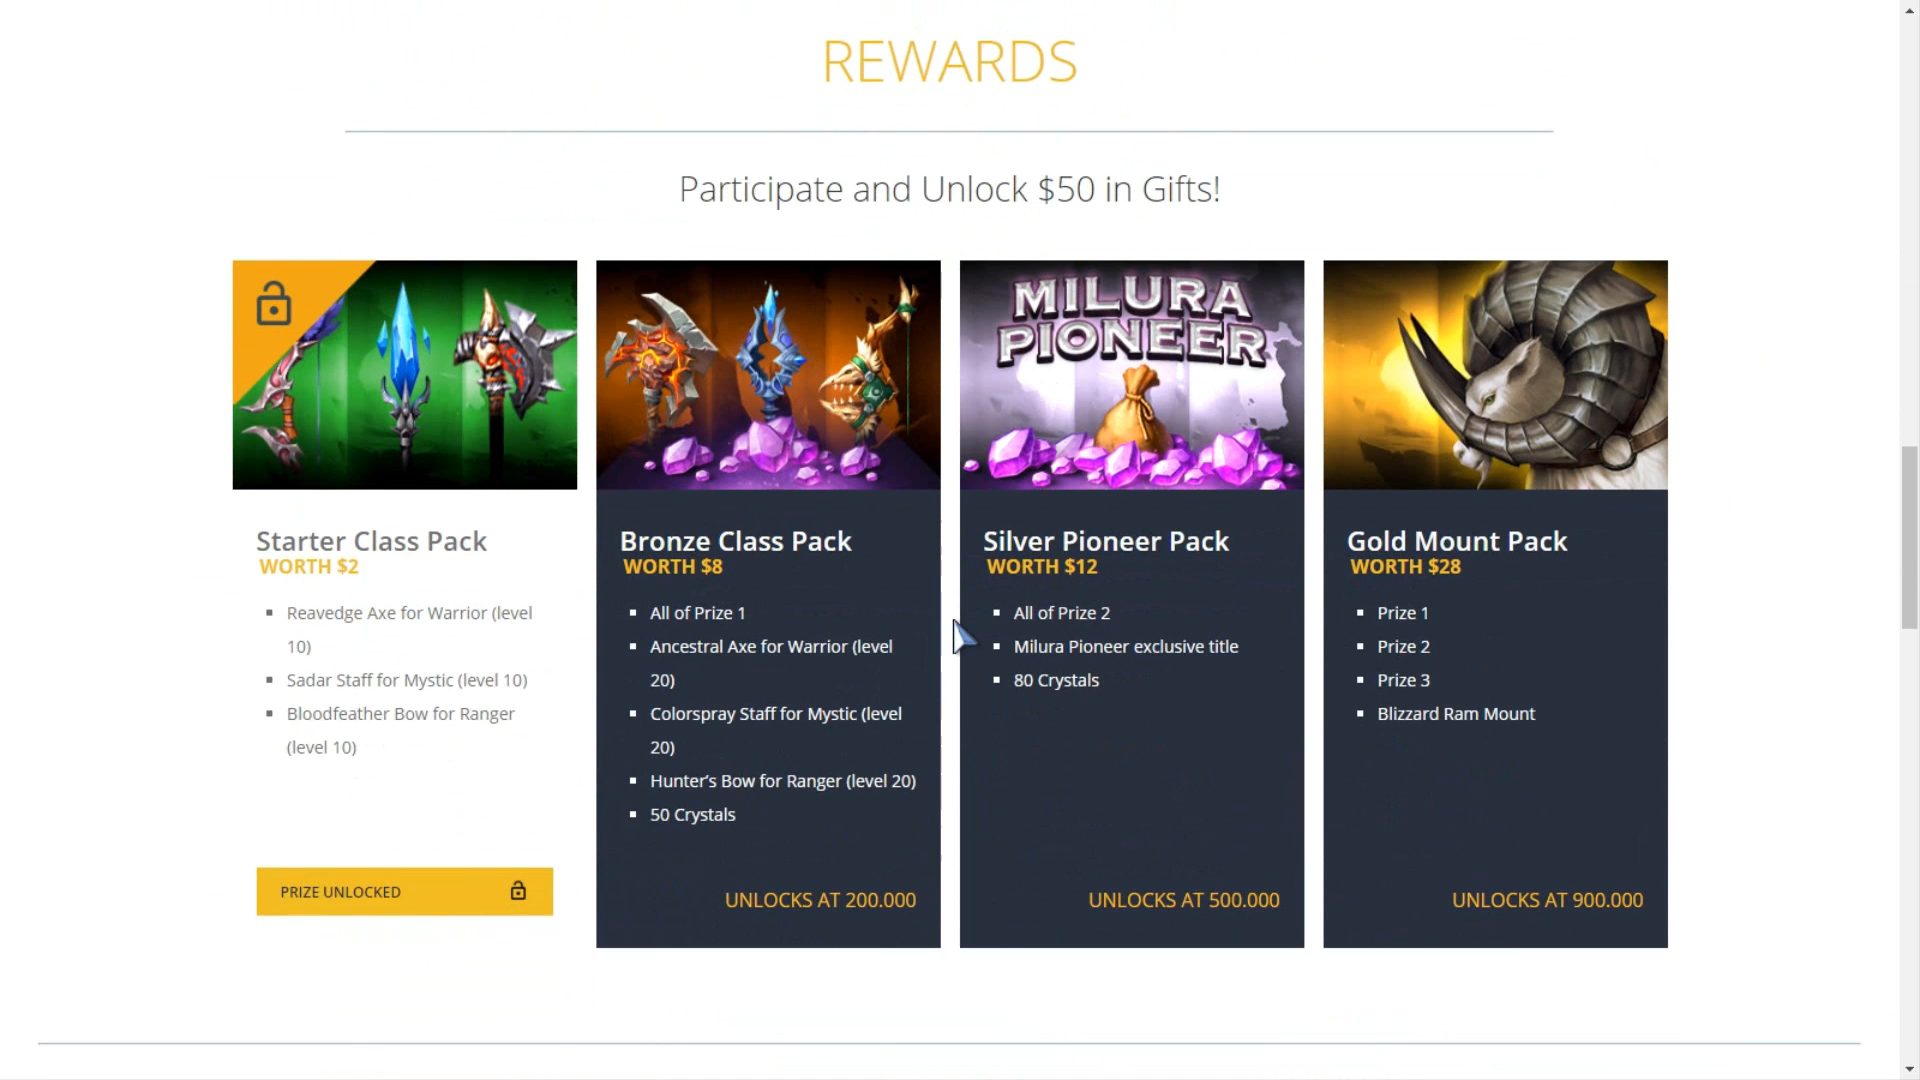 REWARDS
Participate and Unlock $50 in Gifts!
MILURA
PIONEER
Starter Class Pack
WORTH $2
Reavedge Axe for Warrior (level
10)
Sadar Staff for Mystic (level 10)
Bloodfeather Bow for Ranger
(level 10)
PRIZE UNLOCKED
Bronze Class Pack
WORTH $8
All of Prize 1
Ancestral Axe for Warrior (level
20)
Colorspray Staff for Mystic (level
20)
Hunter's Bow for Ranger (level 20)
50 Crystals
UNLOCKS AT 200.000
Silver Pioneer Pack
WORTH $12
All of Prize 2
Milura Pioneer exclusive title
80 Crystals
UNLOCKS AT 500.000
Gold Mount Pack
WORTH $28
Prize 1
Prize 2
Prize 3
Blizzard Ram Mount
UNLOCKS AT 900.000